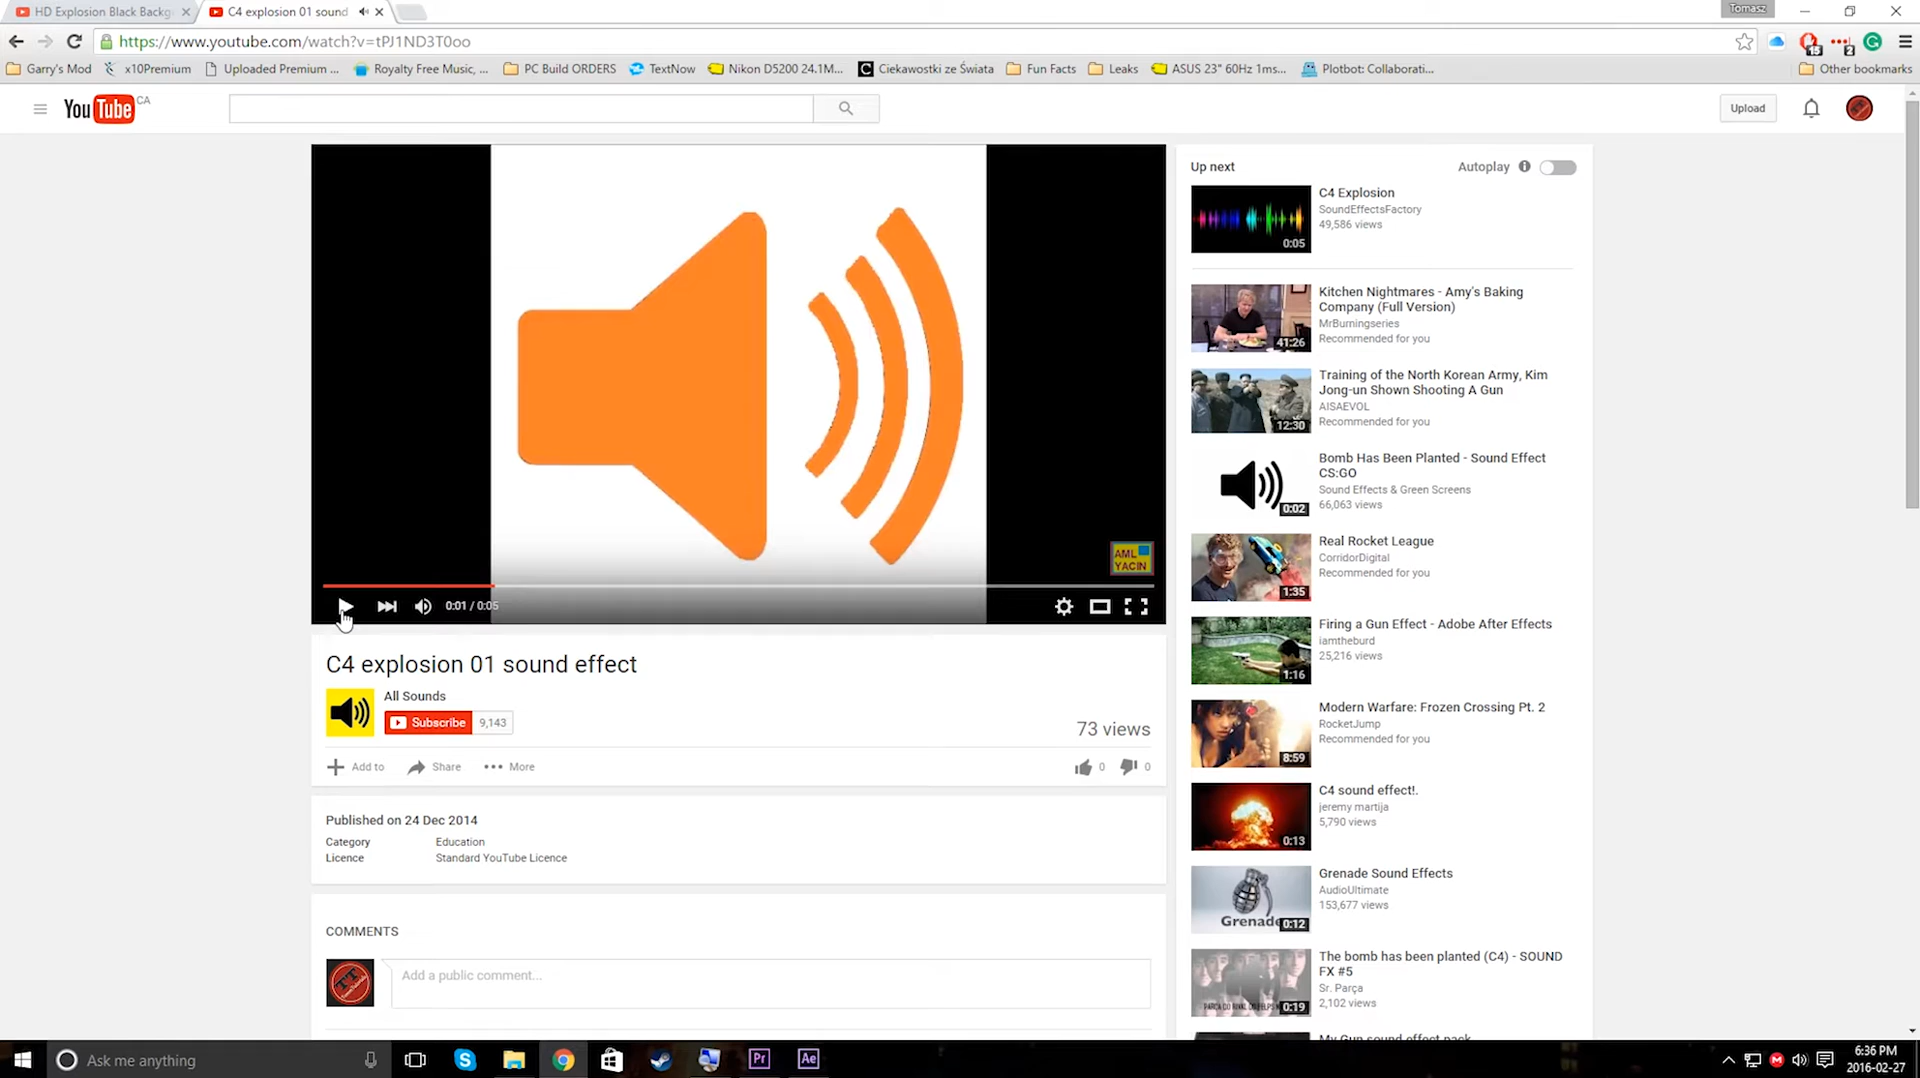 HD Explosion Black Backg
C4 explosion 01 sound
Tomasz
https://www.youtube.com/watch?v=tPJ1ND3T0oo
15
2
Garry's Mod
x10Premium
Uploaded Premium ...
Royalty Free Music, ...
PC Build ORDERS
TextNow
Nikon D5200 24.1M...
Ciekawostki ze Świata
Fun Facts
Leaks
ASUS 23" 60Hz 1ms...
Plotbot: Collaborati...
Other bookmarks
YouTube CA
Upload
AML
YACIN
0:01 / 0:05
C4 explosion 01 sound effect
All Sounds
Subscribe 9,143
73 views
Add to
Share
More
0
0
Published on 24 Dec 2014
Category Education
Licence Standard YouTube Licence
COMMENTS
Add a public comment...
Up next
Autoplay
C4 Explosion
SoundEffectsFactory
49,586 views
0:05
Kitchen Nightmares - Amy's Baking
Company (Full Version)
MrBurningseries
Recommended for you
41:26
Training of the North Korean Army, Kim
Jong-un Shown Shooting A Gun
AISAEVOL
Recommended for you
12:30
Bomb Has Been Planted - Sound Effect
CS:GO
Sound Effects & Green Screens
66,063 views
0:02
Real Rocket League
CorridorDigital
Recommended for you
1:35
Firing a Gun Effect - Adobe After Effects
iamtheburd
25,216 views
1:16
Modern Warfare: Frozen Crossing Pt. 2
RocketJump
Recommended for you
8:59
C4 sound effect!.
jeremy martija
5,790 views
0:13
Grenade Sound Effects
AudioUltimate
153,677 views
Grenade
0:12
The bomb has been planted (C4) - SOUND
FX #5
Sr. Parça
2,102 views
0:19
My Gun sound effect pack
Ask me anything
Pr
Ae
6:36 PM
2016-02-27